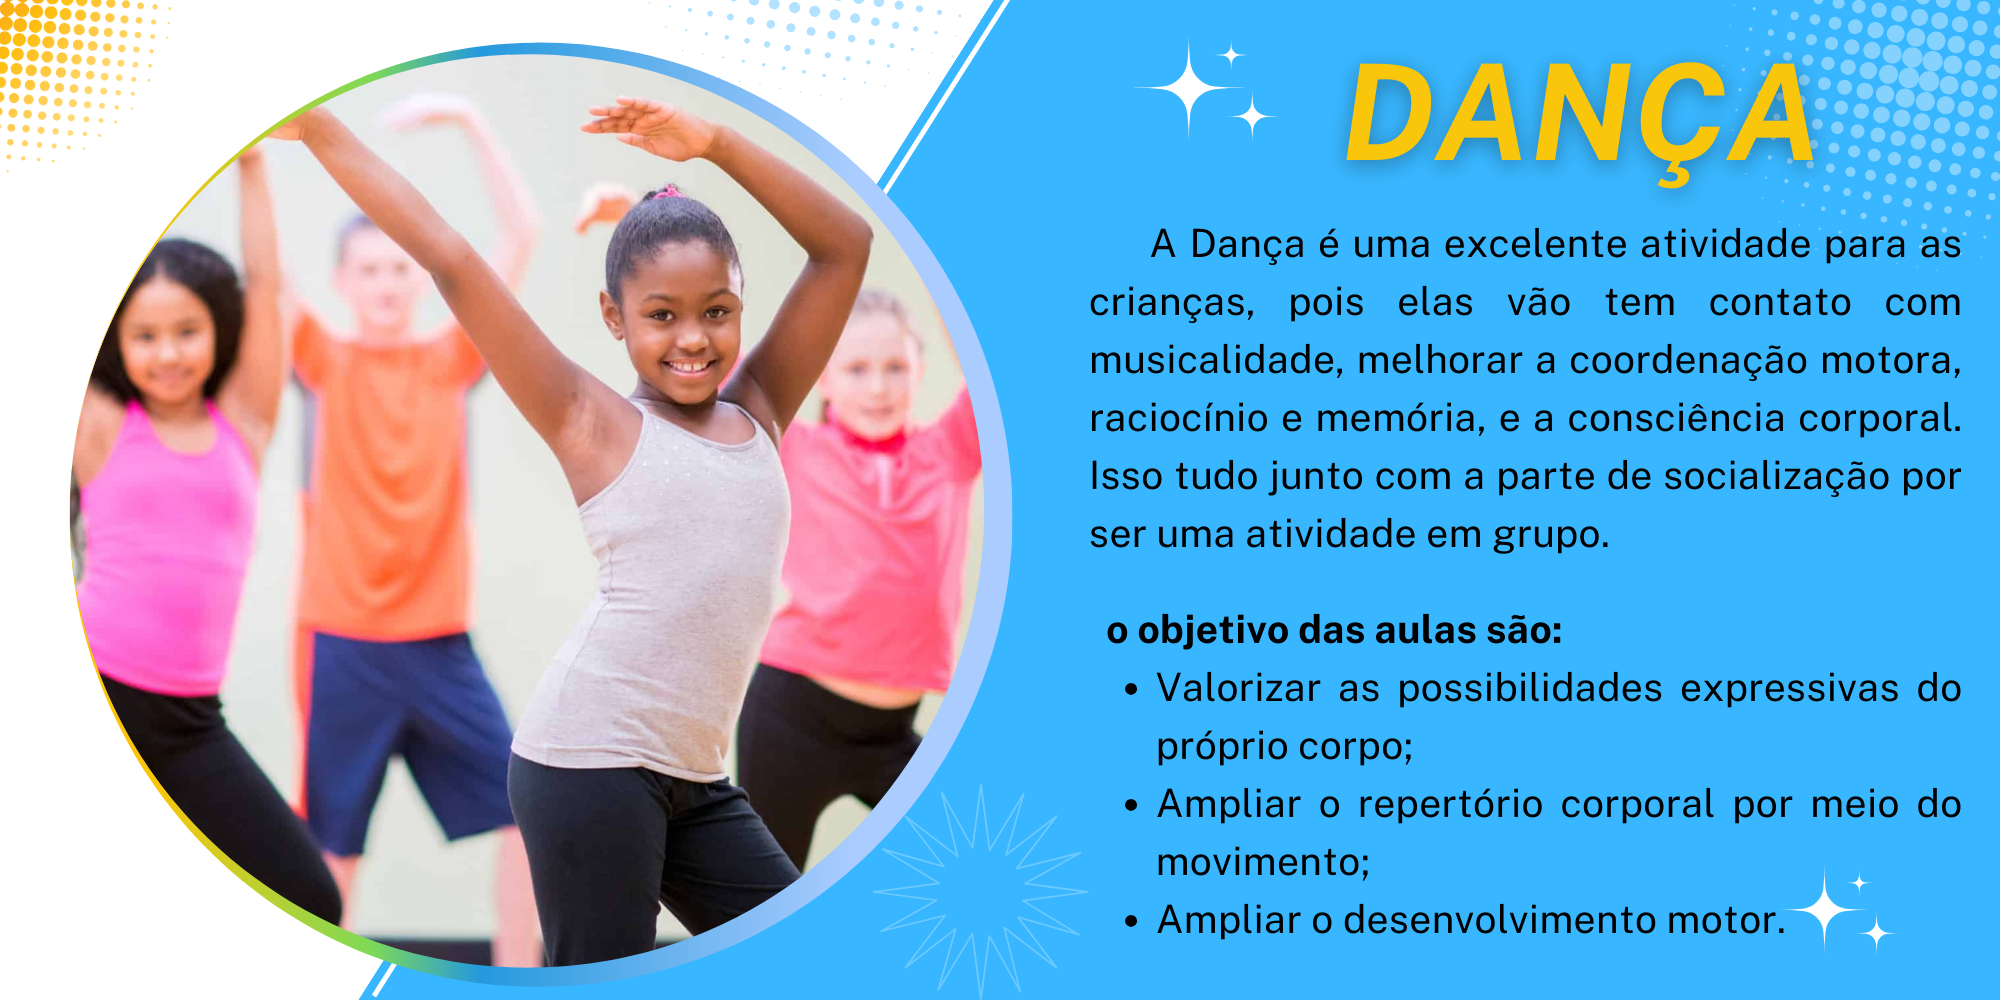 DANÇA
A Dança é uma excelente atividade para as
crianças, pois elas vão tem contato com
musicalidade, melhorar a coordenação motora,
raciocínio e memória, e a consciência corporal.
Isso tudo junto com a parte de socialização por
ser uma atividade em grupo.
o objetivo das aulas são:
• Valorizar as possibilidades expressivas do
próprio corpo;
• Ampliar o repertório corporal por meio do
movimento;
• Ampliar o desenvolvimento motor.